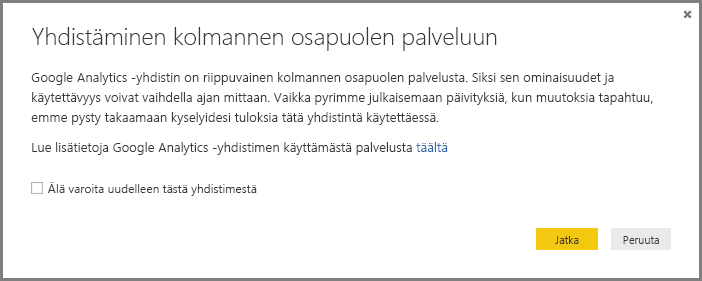 Yhdistäminen kolmannen osapuolen palveluun
Google Analytics -yhdistin on riippuvainen kolmannen osapuolen palvelusta. Siksi sen ominaisuudet ja
käytettävyys voivat vaihdella ajan mittaan. Vaikka pyrimme julkaisemaan päivityksiä, kun muutoksia tapahtuu,
emme pysty takaamaan kyselyidesi tuloksia tätä yhdistintä käytettäessä.
Lue lisätietoja Google Analytics -yhdistimen käyttämästä palvelusta täältä
Älä varoita uudelleen tästä yhdistimestä
Jatka Peruuta